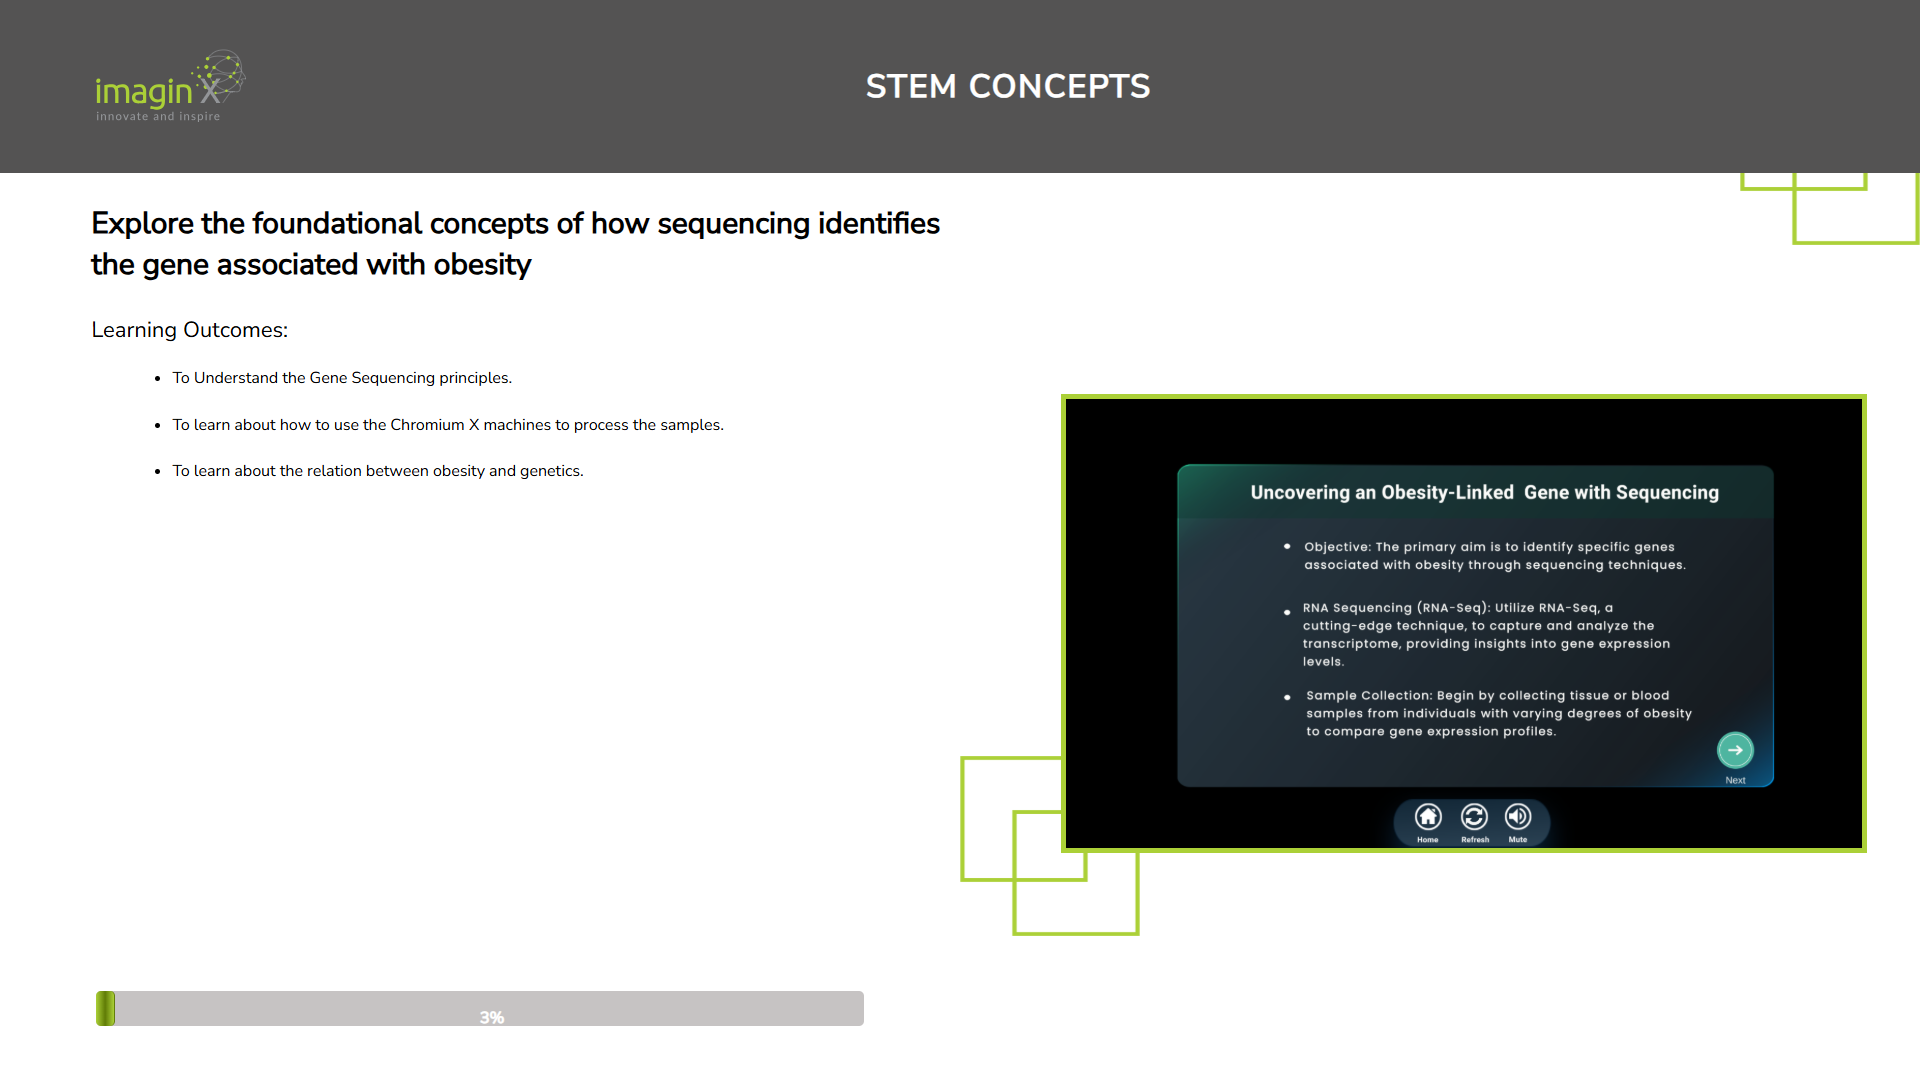 imagin X
innovate and inspire
STEM CONCEPTS
Explore the foundational concepts of how sequencing identifies
the gene associated with obesity
Learning Outcomes:
• To Understand the Gene Sequencing principles.
• To learn about how to use the Chromium X machines to process the samples.
• To learn about the relation between obesity and genetics.
Uncovering an Obesity-Linked Gene with Sequencing
• Objective: The primary aim is to identify specific genes
associated with obesity through sequencing techniques.
• RNA Sequencing (RNA-Seq): Utilize RNA-Seq, a
cutting-edge technique, to capture and analyze the
transcriptome, providing insights into gene expression
levels.
• Sample Collection: Begin by collecting tissue or blood
samples from individuals with varying degrees of obesity
to compare gene expression profiles.
Next
Home Refresh Mute
3%